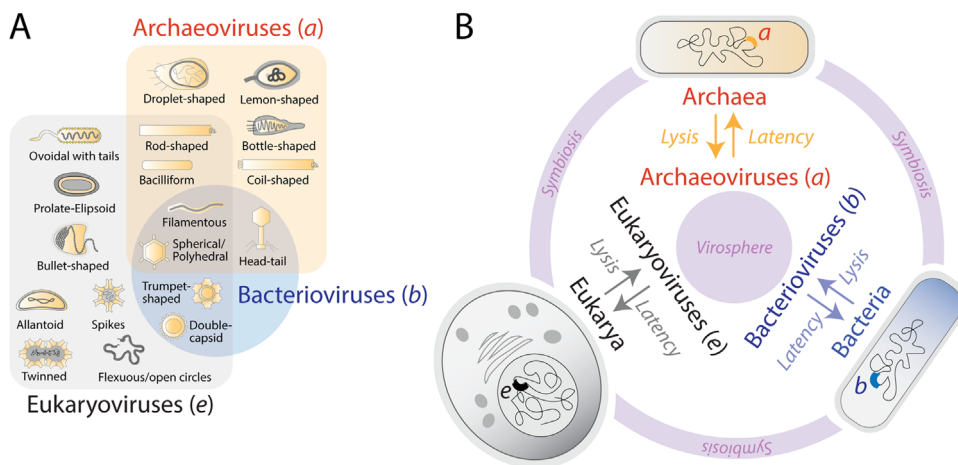 A
Archaeoviruses (a)
Droplet-shaped
Lemon-shaped
Rod-shaped
Bottle-shaped
Bacilliform
Coil-shaped
Ovoidal with tails
Prolate-Elipsoid
Bullet-shaped
Filamentous
Spherical/
Polyhedral
Head-tail
Trumpet-
shaped
Double-
capsid
Bacterioviruses (b)
Allantoid
Spikes
Twinned
Flexuous/open circles
Eukaryoviruses (e)
B
a
Archaea
Lysis
Latency
Archaeoviruses (a)
Symbiosis
Symbiosis
Virosphere
Eukaryoviruses (e)
Lysis
Latency
Eukarya
e
Bacterioviruses (b)
Lysis
Latency
Bacteria
b
Symbiosis